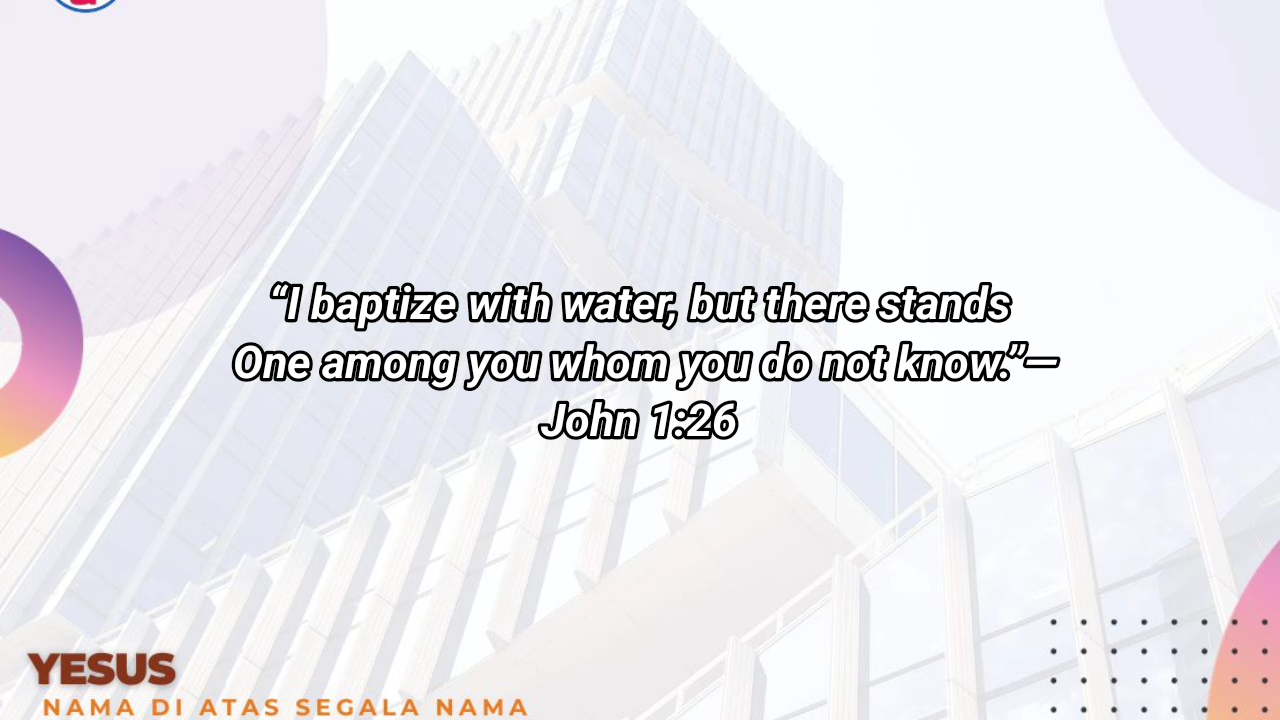 “I baptize with water, but there stands
One among you whom you do not know.”—
John 1:26
YESUS
NAMA DI ATAS SEGALA NAMA